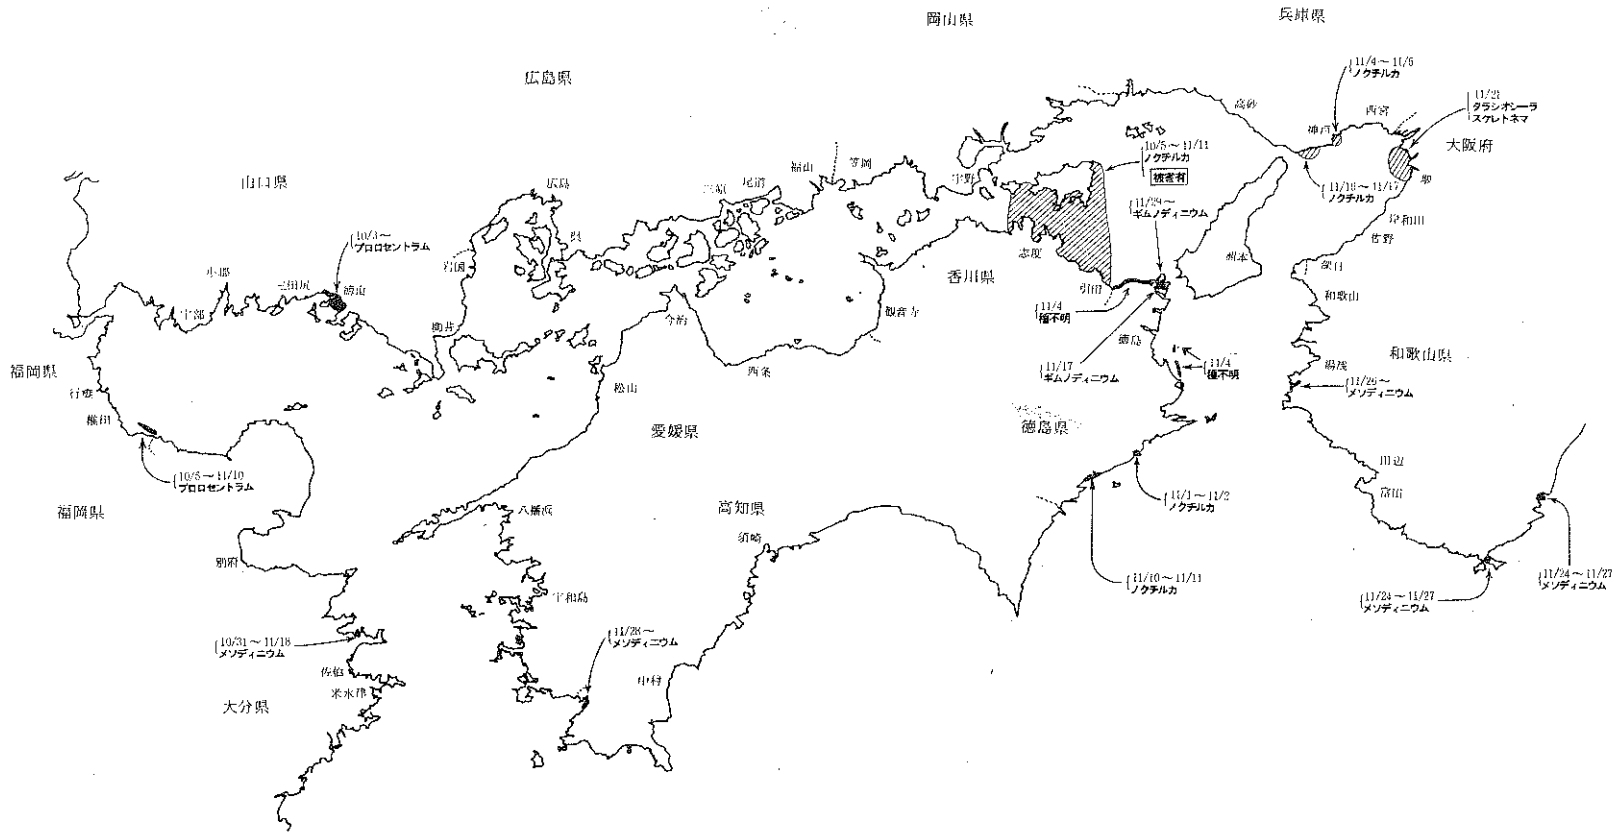 岡山県
兵庫県
広島県
11/4～11/6
ノクチルカ
11/21
タラシオシーラ
スケレトネマ
高砂
西宮
神戸
大阪府
堺
10/5～11/11
ノクチルカ
被害有
11/16～11/17
ノクチルカ
山口県
広島
福山
笠岡
三原
尾道
宇野
11/29～
ギムノディニウム
岸和田
佐野
深日
洲本
10/3～
プロロセントラム
呉
岩国
志度
香川県
小郡
三田尻
徳山
引田
和歌山
宇部
柳井
今治
観音寺
11/4
種不明
徳島
福岡県
行橋
松山
西条
11/17
ギムノディニウム
11/4
種不明
湯浅
和歌山県
11/26～
メソディニウム
愛媛県
徳島県
10/5～11/10
プロロセントラム
田辺
富田
11/1～11/2
ノクチルカ
福岡県
八幡浜
高知県
須崎
別府
宇和島
11/10～11/11
ノクチルカ
11/24～11/27
メソディニウム
11/24～11/27
メソディニウム
10/31～11/18
メソディニウム
11/28～
メソディニウム
佐伯
米水津
中村
大分県